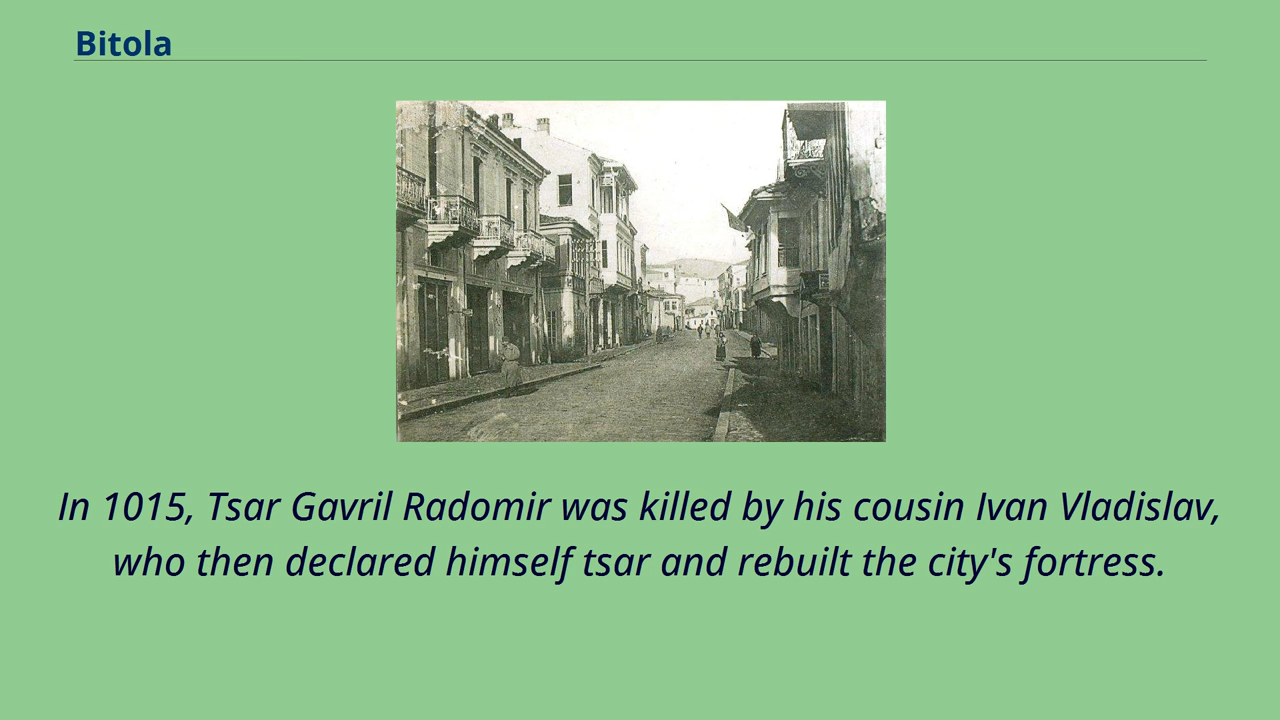 Bitola
In 1015, Tsar Gavril Radomir was killed by his cousin Ivan Vladislav,
who then declared himself tsar and rebuilt the city's fortress.